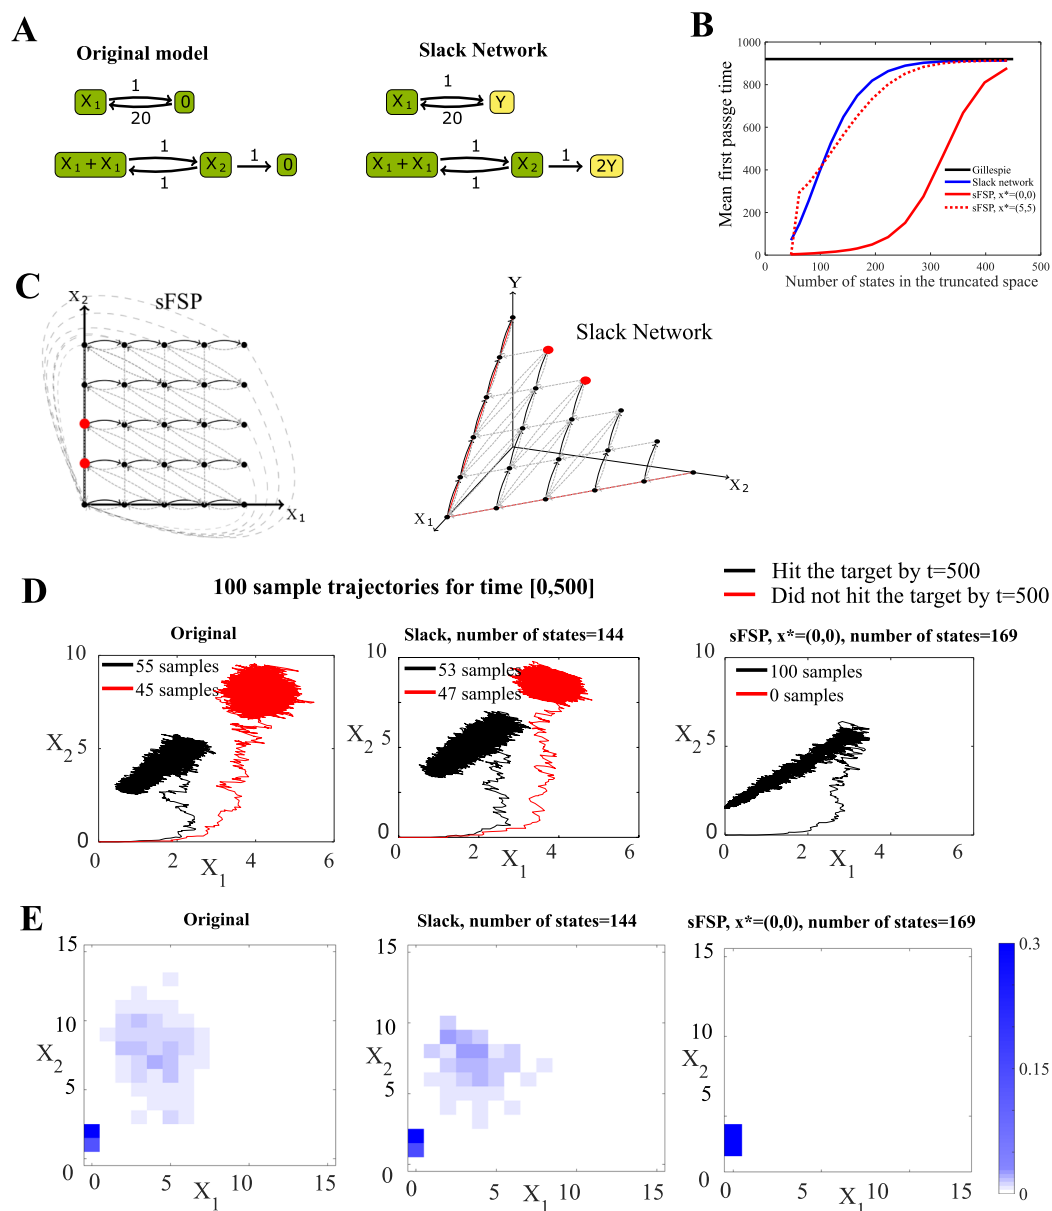 A
Original model
Slack Network
B
X1
1
20
0
X1 + X1
1
1
X2
1
0
X1
1
20
Y
X1 + X1
1
1
X2
1
2Y
Mean first passge time
1000
800
600
400
200
0
0 100 200 300 400 500
Number of states in the truncated space
Gillespie
Slack network
sFSP, x*=(0,0)
sFSP, x*=(5,5)
C
X2
sFSP
X1
Y
Slack Network
X1
X2
D
100 sample trajectories for time [0,500]
Hit the target by t=500
Did not hit the target by t=500
Original
10
55 samples
45 samples
X2
5
0
0 2 4 6
X1
Slack, number of states=144
10
53 samples
47 samples
X2
5
0
0 2 4 6
X1
sFSP, x*=(0,0), number of states=169
10
100 samples
0 samples
X2
5
0
0 2 4 6
X1
E
Original
15
10
X2
5
0
0 5 10 15
X1
Slack, number of states=144
15
10
X2
5
0
0 5 10 15
X1
sFSP, x*=(0,0), number of states=169
15
10
X2
5
0
0 5 10 15
X1
0.3
0.15
0